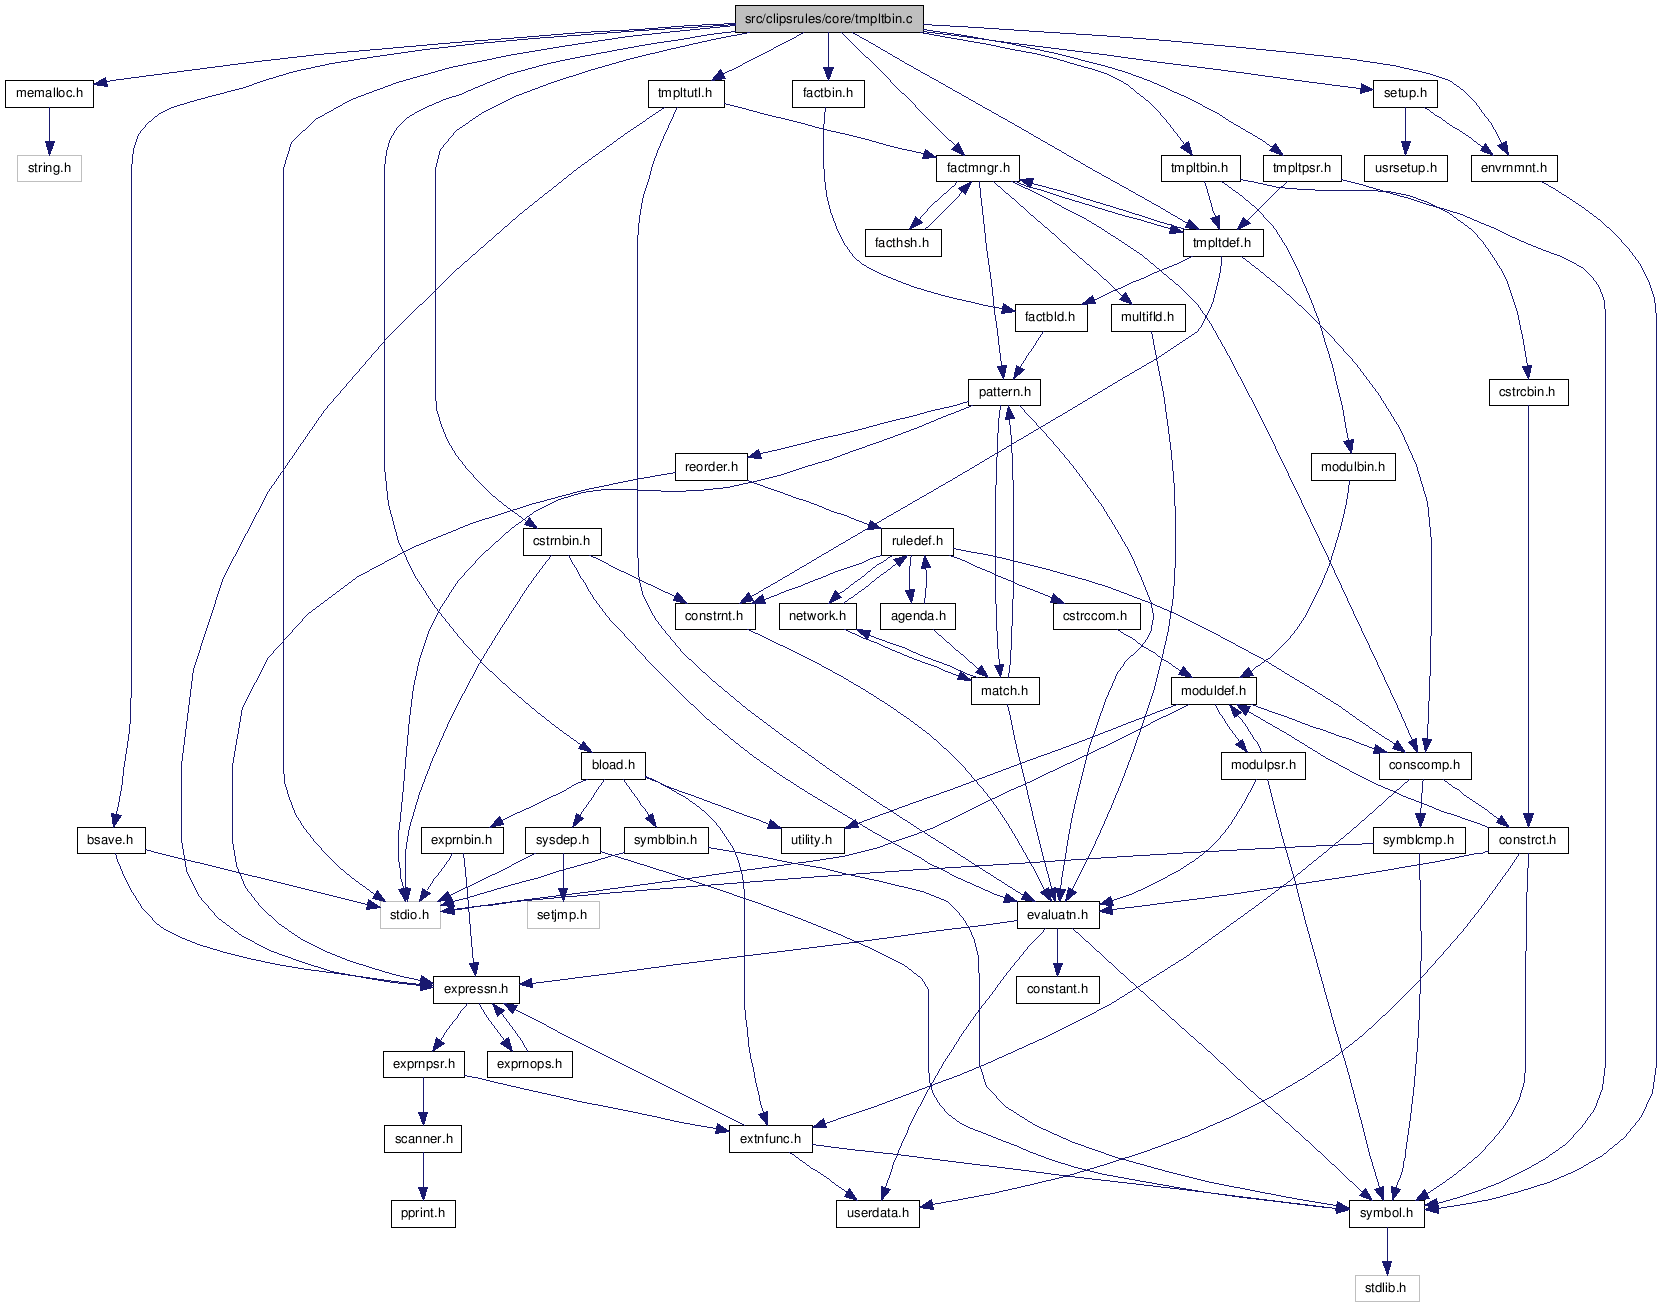 src/clipsrules/core/tmpltbin.c
memalloc.h
tmpltutl.h
factbin.h
setup.h
string.h
factmngr.h
tmpltbin.h
tmpltpsr.h
usrsetup.h
envrnmnt.h
facthsh.h
tmpltdef.h
factbld.h
multifld.h
pattern.h
cstrcbin.h
reorder.h
modulbin.h
cstrnbin.h
ruledef.h
constrnt.h
network.h
agenda.h
cstrccom.h
match.h
moduldef.h
bload.h
modulpsr.h
conscomp.h
bsave.h
exprnbin.h
sysdep.h
symblbin.h
utility.h
symblcmp.h
constrct.h
stdio.h
setjmp.h
evaluatn.h
expressn.h
constant.h
exprnpsr.h
exprnops.h
scanner.h
extnfunc.h
pprint.h
userdata.h
symbol.h
stdlib.h